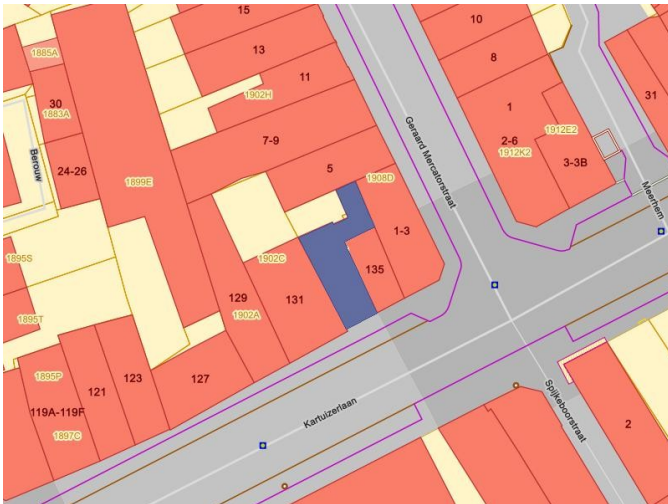 15
10
1885A
13
8
11
1902H
31
30
1883A
1
7-9
2-6
1912E2
1912K2
3-3B
Geraard Mercatorstraat
Berouw
24-26
5
1899E
1908D
Meerhem
1-3
1895S
1902C
135
129
131
1902A
1895T
1895P
121
123
127
119A-119F
Kartuizerlaan
Spijkeboorstraat
2
1897C